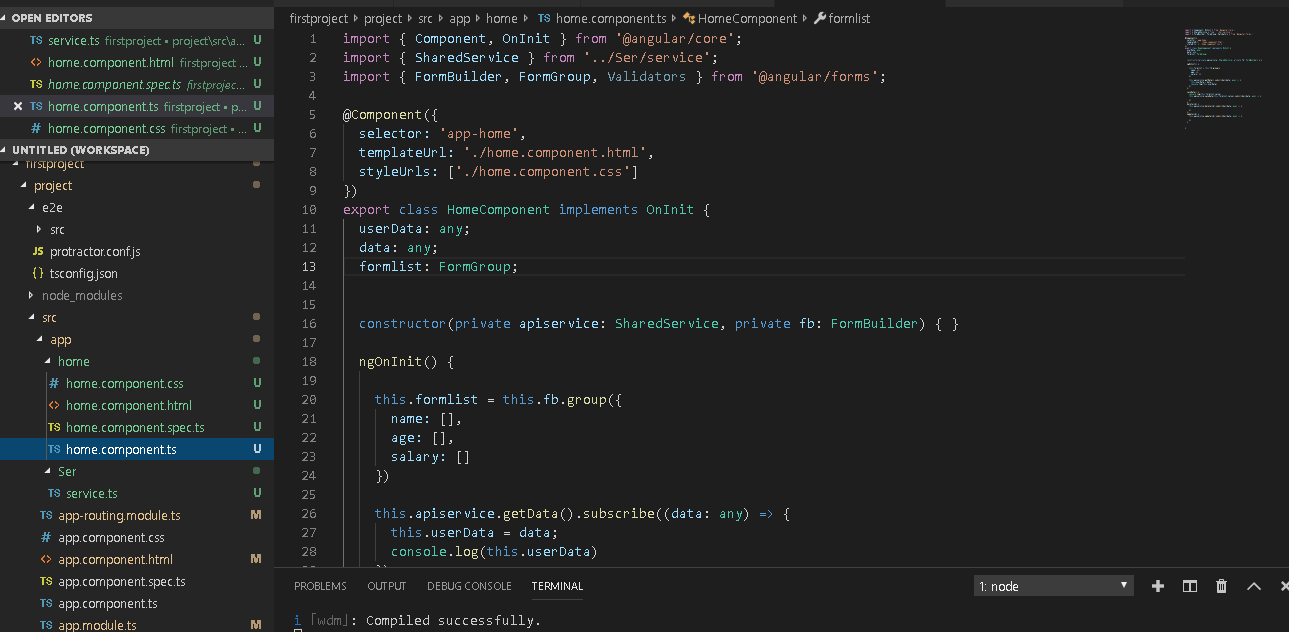 OPEN EDITORS
TS service.ts firstproject • project\src\a... U
<> home.component.html firstproject ... U
TS home.component.spec.ts firstprojec... U
× TS home.component.ts firstproject • p... U
# home.component.css firstproject • ... U
UNTITLED (WORKSPACE)
firstproject
project
e2e
src
JS protractor.conf.js
{} tsconfig.json
node_modules
src
app
home
# home.component.css U
<> home.component.html U
TS home.component.spec.ts U
TS home.component.ts U
Ser
TS service.ts U
TS app-routing.module.ts M
# app.component.css
<> app.component.html M
TS app.component.spec.ts
TS app.component.ts
TS app.module.ts M
firstproject ▸ project ▸ src ▸ app ▸ home ▸ TS home.component.ts ▸ HomeComponent ▸ formlist
1 import { Component, OnInit } from '@angular/core';
2 import { SharedService } from '../Ser/service';
3 import { FormBuilder, FormGroup, Validators } from '@angular/forms';
4
5 @Component({
6 selector: 'app-home',
7 templateUrl: './home.component.html',
8 styleUrls: ['./home.component.css']
9 })
10 export class HomeComponent implements OnInit {
11 userData: any;
12 data: any;
13 formlist: FormGroup;
14
15
16 constructor(private apiservice: SharedService, private fb: FormBuilder) { }
17
18 ngOnInit() {
19
20 this.formlist = this.fb.group({
21 name: [],
22 age: [],
23 salary: []
24 })
25
26 this.apiservice.getData().subscribe((data: any) => {
27 this.userData = data;
28 console.log(this.userData)
PROBLEMS OUTPUT DEBUG CONSOLE TERMINAL 1: node
i ｢wdm｣: Compiled successfully.